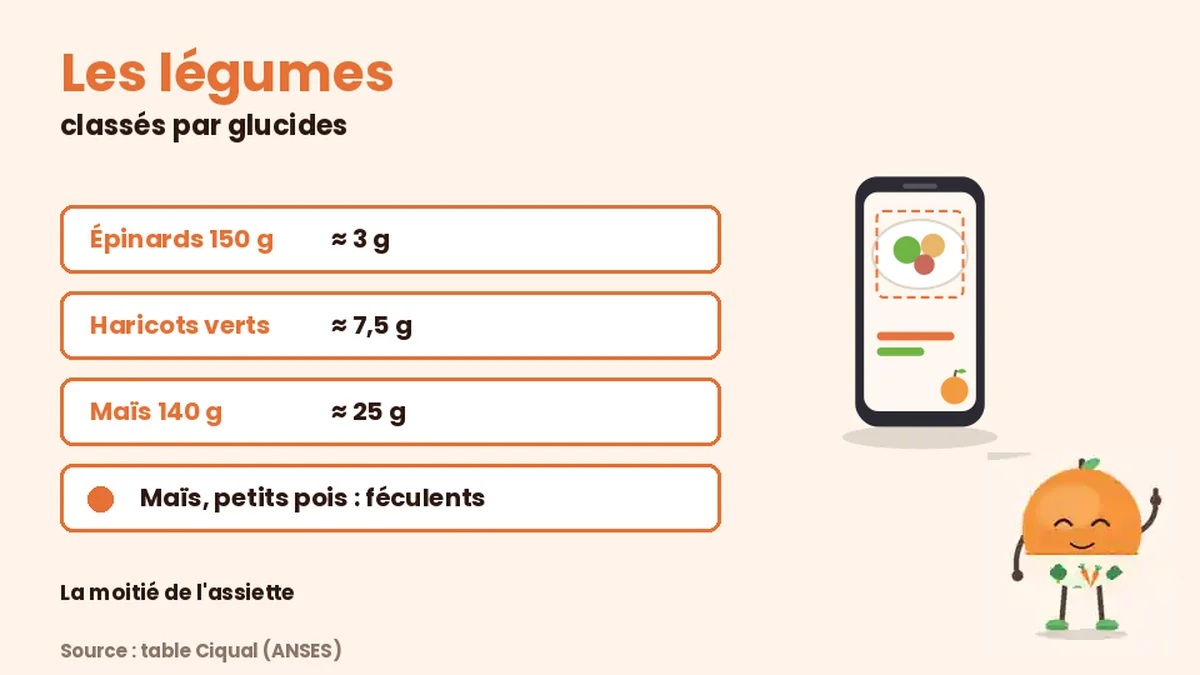 Les légumes
classés par glucides
Épinards 150 g ≈ 3 g
Haricots verts ≈ 7,5 g
Maïs 140 g ≈ 25 g
Maïs, petits pois : féculents
La moitié de l'assiette
Source : table Ciqual (ANSES)